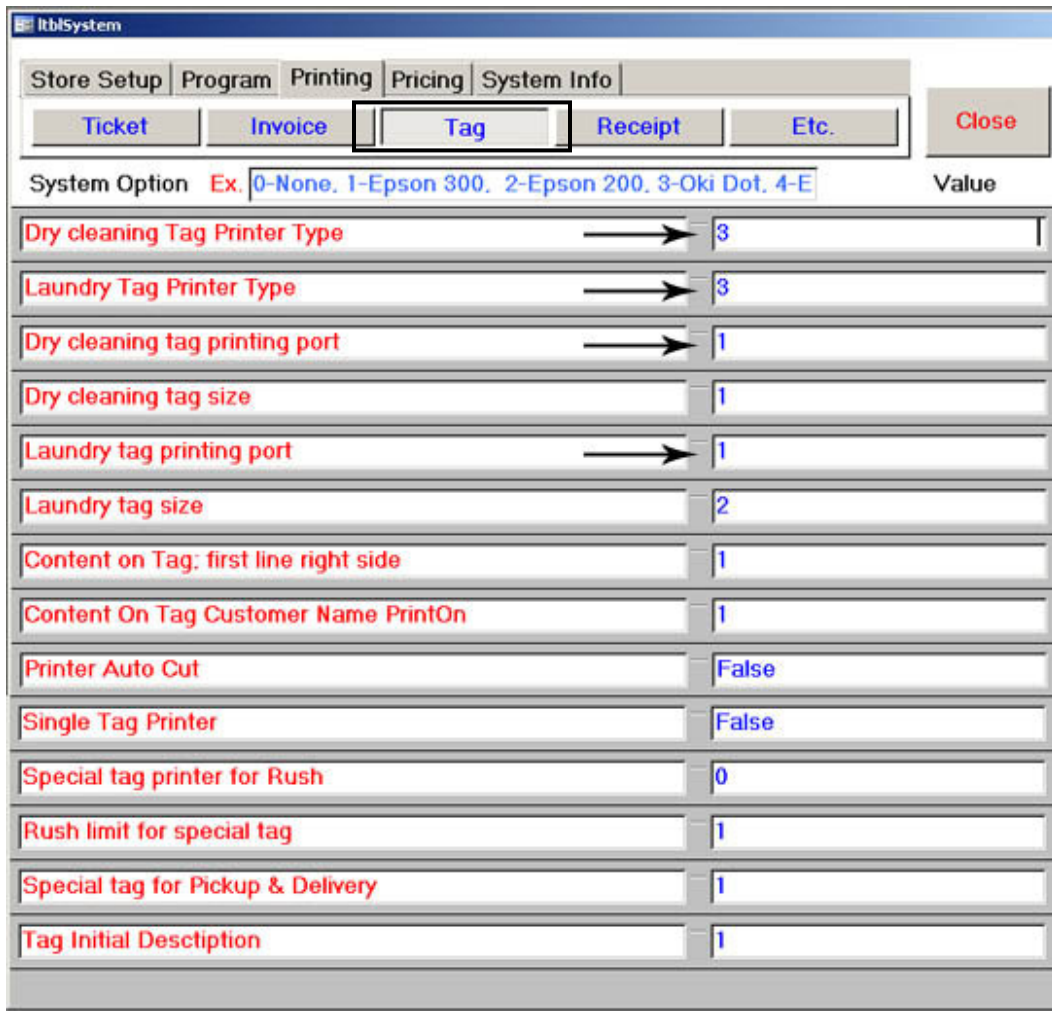 ltblSystem
Store Setup Program Printing Pricing System Info
Ticket Invoice Tag Receipt Etc. Close
System Option Ex. 0-None, 1-Epson 300, 2-Epson 200, 3-Oki Dot, 4-E Value
Dry cleaning Tag Printer Type 3
Laundry Tag Printer Type 3
Dry cleaning tag printing port 1
Dry cleaning tag size 1
Laundry tag printing port 1
Laundry tag size 2
Content on Tag: first line right side 1
Content On Tag Customer Name PrintOn 1
Printer Auto Cut False
Single Tag Printer False
Special tag printer for Rush 0
Rush limit for special tag 1
Special tag for Pickup & Delivery 1
Tag Initial Desctiption 1